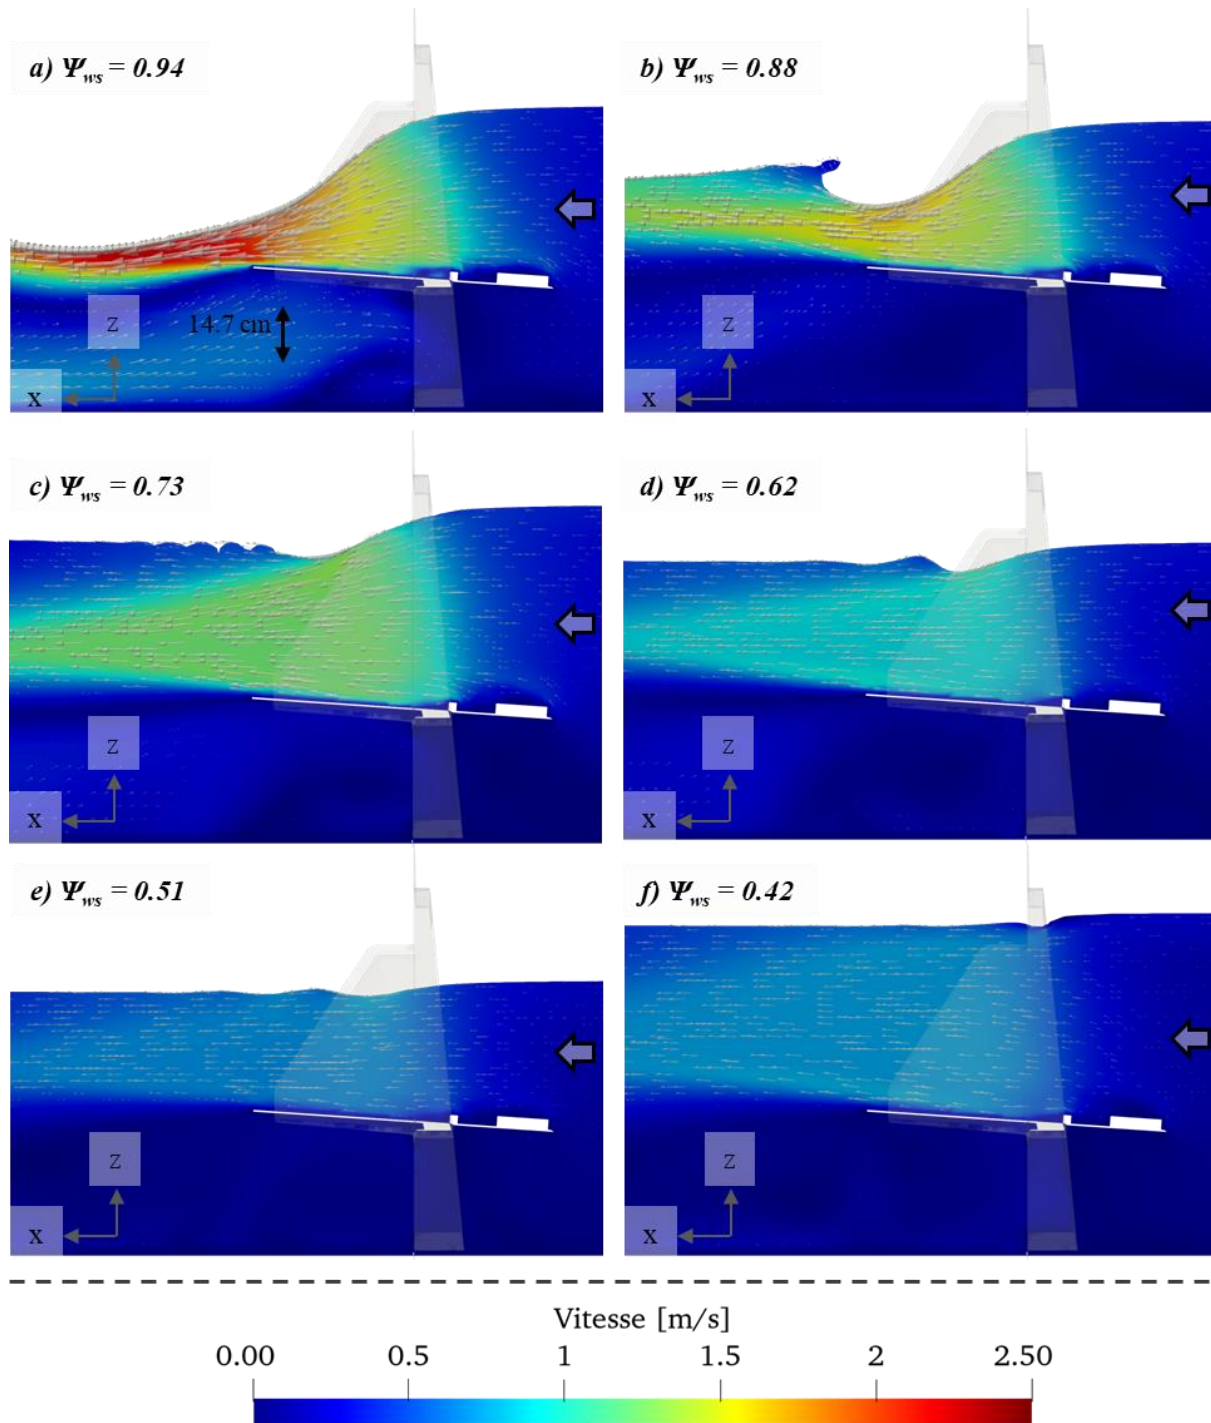 a) Ψws = 0.94
b) Ψws = 0.88
14.7 cm
Z
X
Z
X
c) Ψws = 0.73
d) Ψws = 0.62
Z
X
Z
X
e) Ψws = 0.51
f) Ψws = 0.42
Z
X
Z
X
Vitesse [m/s]
0.00 0.5 1 1.5 2 2.50